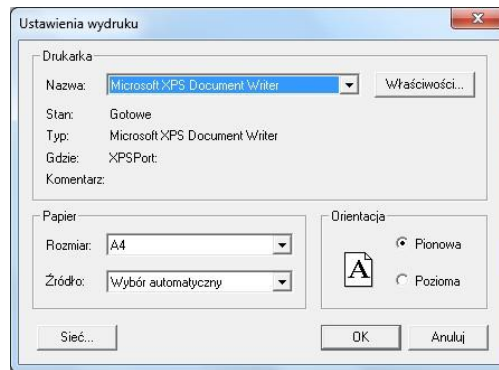 Ustawienia wydruku
Drukarka
Nazwa: Microsoft XPS Document Writer Właściwości...
Stan: Gotowe
Typ: Microsoft XPS Document Writer
Gdzie: XPSPort:
Komentarz:
Papier
Rozmiar: A4
Źródło: Wybór automatyczny
Orientacja
A
Pionowa
Pozioma
Sieć... OK Anuluj